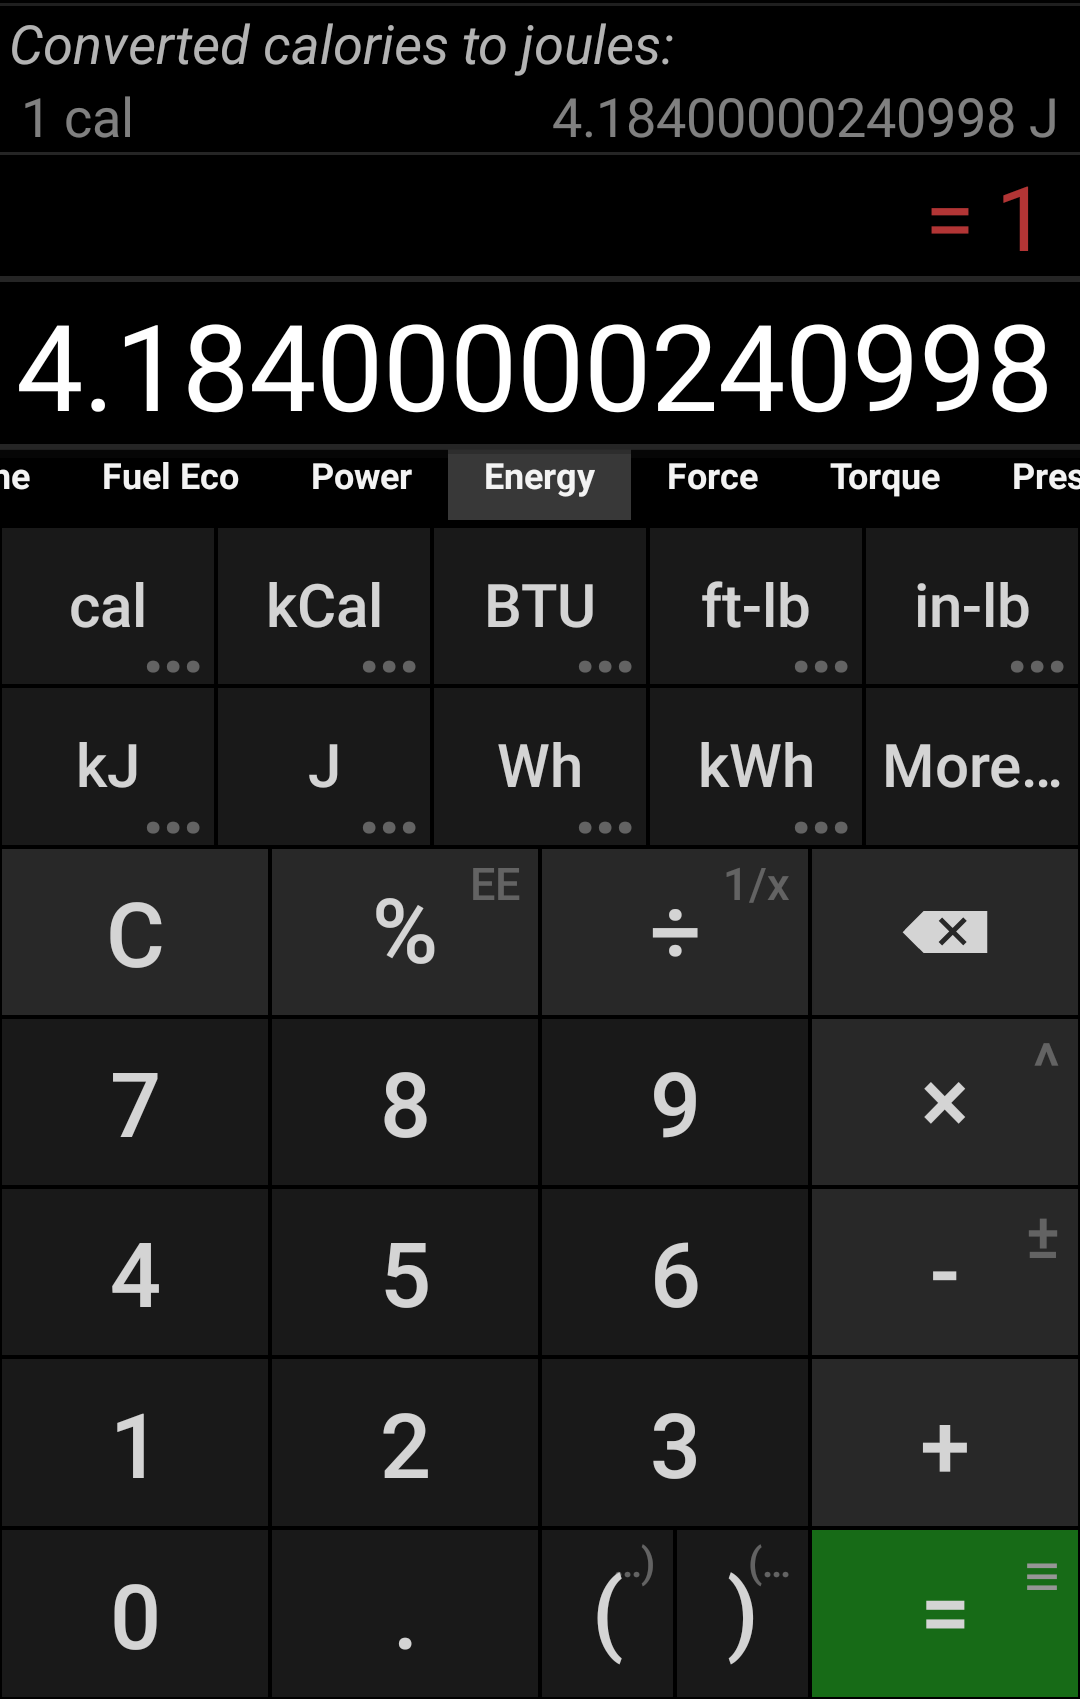 Converted calories to joules:
1 cal 4.18400000240998 J
= 1
4.18400000240998
ne Fuel Eco Power Energy Force Torque Pres
cal kCal BTU ft-lb in-lb
kJ J Wh kWh More...
C % EE ÷ 1/x
7 8 9 × ^
4 5 6 - ±
1 2 3 +
0 . ( ..) ) (... = ≡